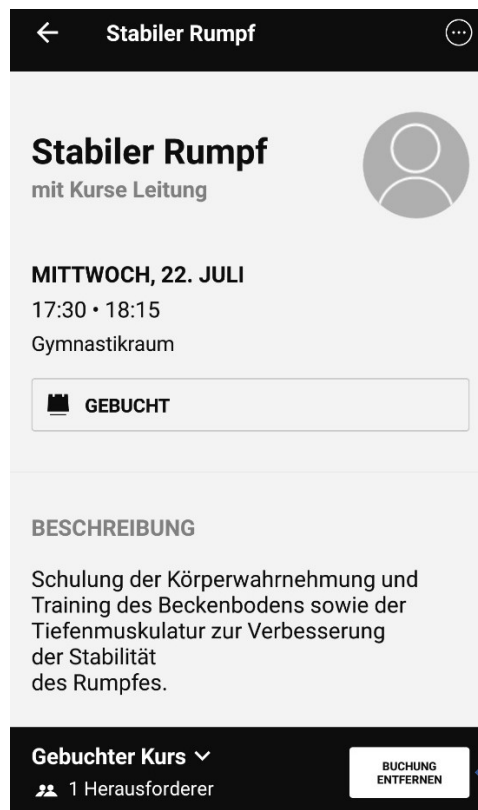 Stabiler Rumpf
Stabiler Rumpf
mit Kurse Leitung
MITTWOCH, 22. JULI
17:30 • 18:15
Gymnastikraum
GEBUCHT
BESCHREIBUNG
Schulung der Körperwahrnehmung und
Training des Beckenbodens sowie der
Tiefenmuskulatur zur Verbesserung
der Stabilität
des Rumpfes.
Gebuchter Kurs
1 Herausforderer
BUCHUNG
ENTFERNEN